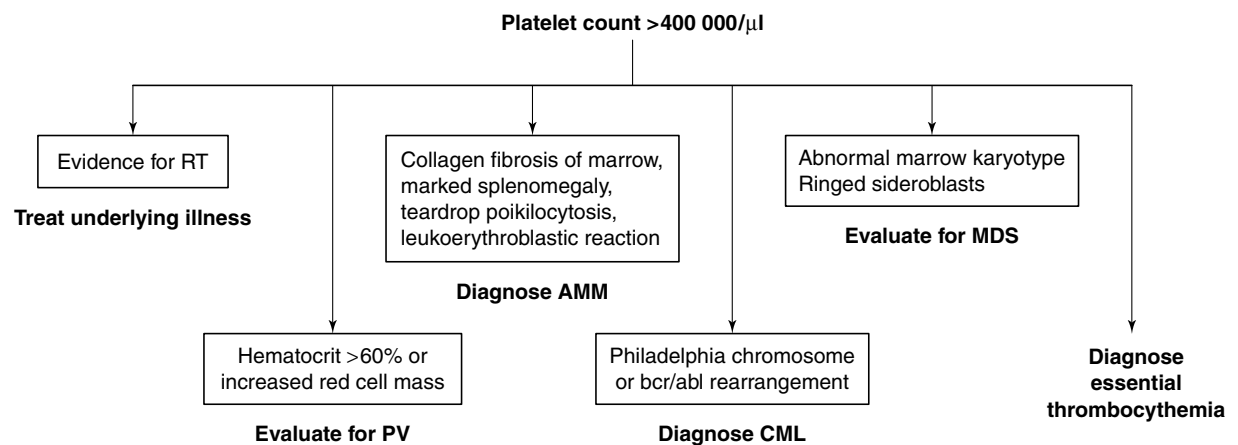 Platelet count >400 000/μl
Evidence for RT
Treat underlying illness
Collagen fibrosis of marrow,
marked splenomegaly,
teardrop poikilocytosis,
leukoerythroblastic reaction
Diagnose AMM
Abnormal marrow karyotype
Ringed sideroblasts
Evaluate for MDS
Hematocrit >60% or
increased red cell mass
Evaluate for PV
Philadelphia chromosome
or bcr/abl rearrangement
Diagnose CML
Diagnose
essential
thrombocythemia